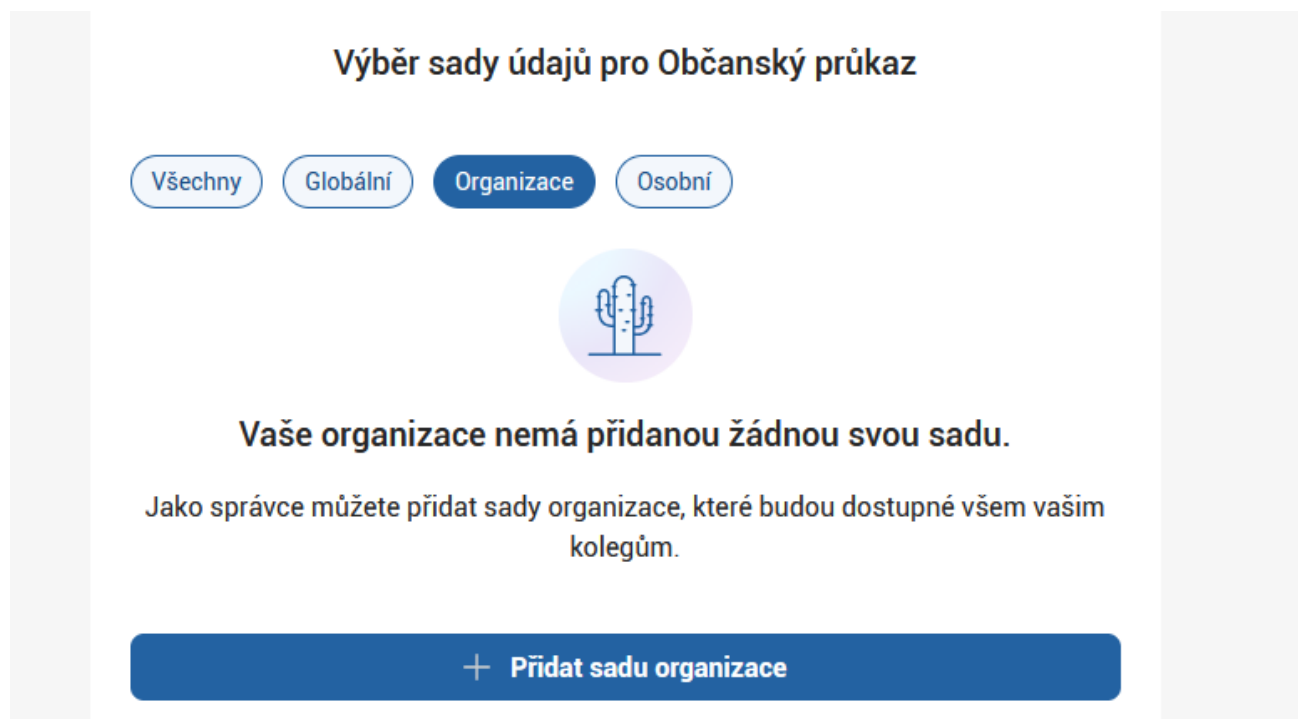 Výběr sady údajů pro Občanský průkaz
Všechny Globální Organizace Osobní
Vaše organizace nemá přidanou žádnou svou sadu.
Jako správce můžete přidat sady organizace, které budou dostupné všem vašim
kolegům.
Přidat sadu organizace